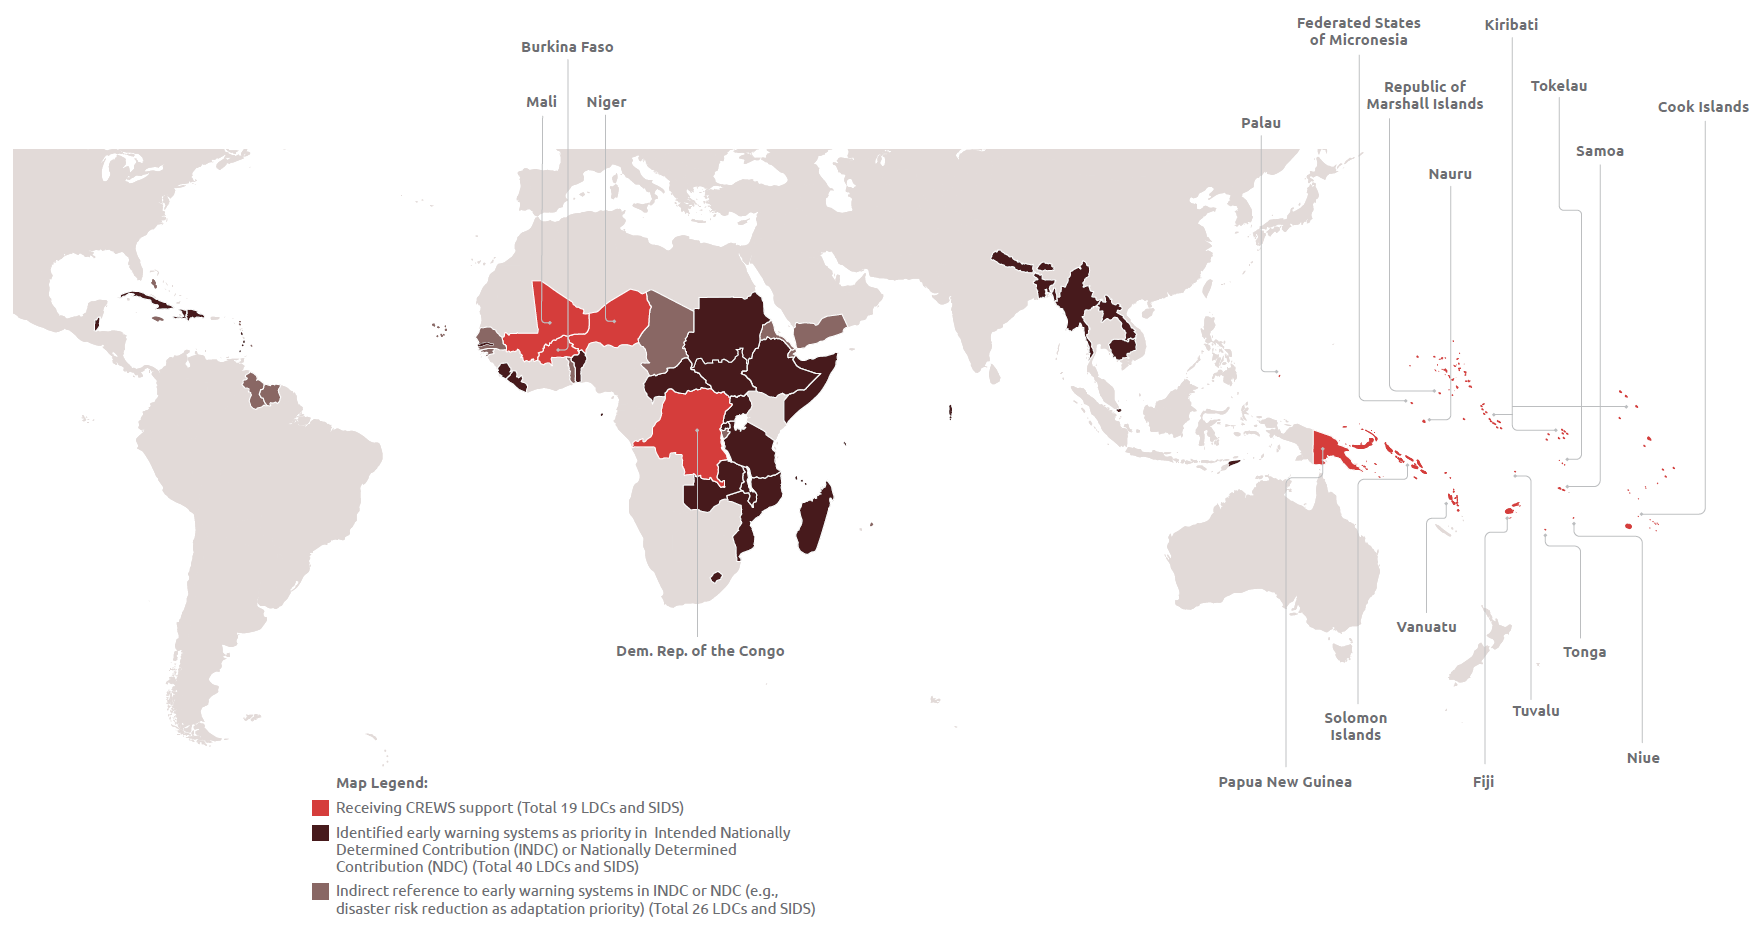 Federated States
of Micronesia
Kiribati
Burkina Faso
Republic of
Marshall Islands
Tokelau
Mali
Niger
Cook Islands
Palau
Samoa
Nauru
Vanuatu
Dem. Rep. of the Congo
Tonga
Solomon
Islands
Tuvalu
Niue
Papua New Guinea
Fiji
Map Legend:
Receiving CREWS support (Total 19 LDCs and SIDS)
Identified early warning systems as priority in Intended Nationally
Determined Contribution (INDC) or Nationally Determined
Contribution (NDC) (Total 40 LDCs and SIDS)
Indirect reference to early warning systems in INDC or NDC (e.g.,
disaster risk reduction as adaptation priority) (Total 26 LDCs and SIDS)